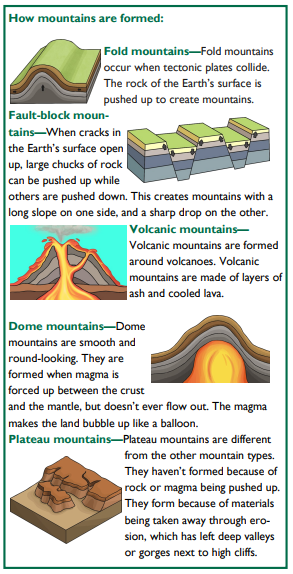 How mountains are formed:
Fold mountains—Fold mountains
occur when tectonic plates collide.
The rock of the Earth's surface is
pushed up to create mountains.
Fault-block moun-
tains—When cracks in
the Earth's surface open
up, large chucks of rock
can be pushed up while
others are pushed down. This creates mountains with a
long slope on one side, and a sharp drop on the other.
Volcanic mountains—
Volcanic mountains are formed
around volcanoes. Volcanic
mountains are made of layers of
ash and cooled lava.
Dome mountains—Dome
mountains are smooth and
round-looking. They are
formed when magma is
forced up between the crust
and the mantle, but doesn't ever flow out. The magma
makes the land bubble up like a balloon.
Plateau mountains—Plateau mountains are different
from the other mountain types.
They haven't formed because of
rock or magma being pushed up.
They form because of materials
being taken away through ero-
sion, which has left deep valleys
or gorges next to high cliffs.